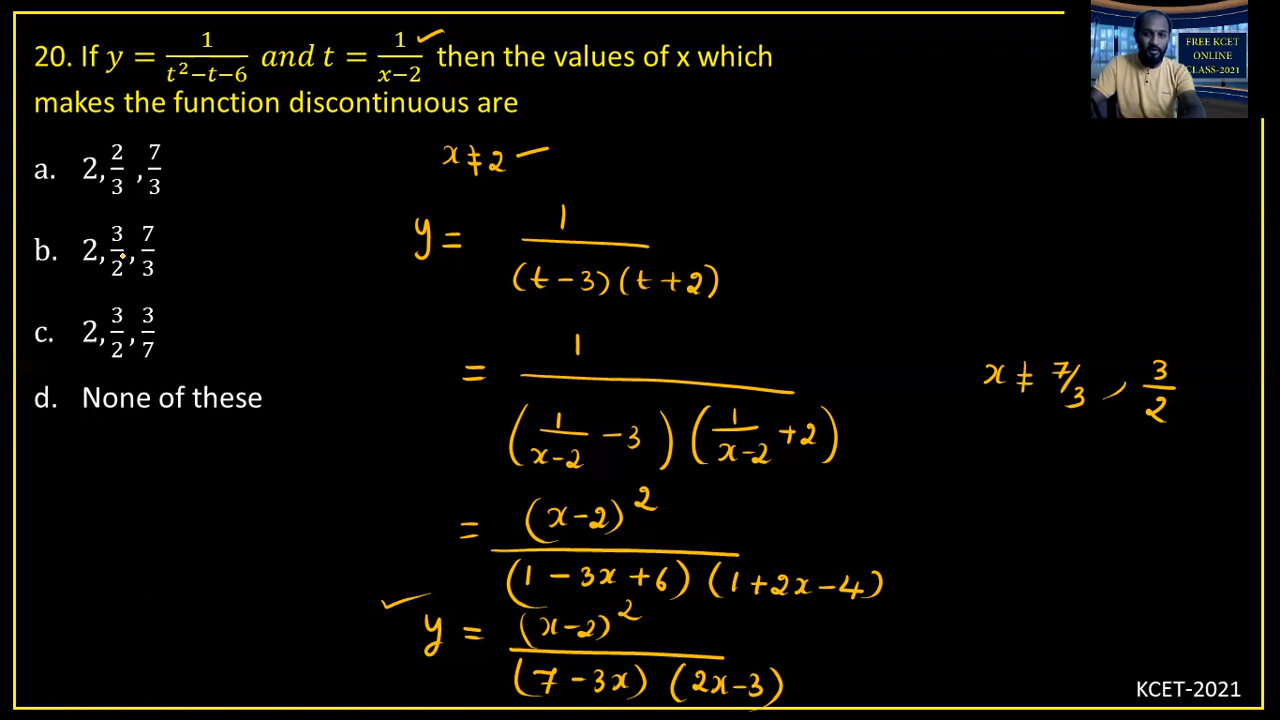 20. If y = 1/(t²−t−6) and t = 1/(x−2) ✓ then the values of x which
makes the function discontinuous are
a. 2, 2/3 , 7/3
b. 2, 3/2, 7/3
c. 2, 3/2, 3/7
d. None of these
x ≠ 2
y = 1/((t − 3)(t + 2))
= 1/((1/(x−2) − 3)(1/(x−2) + 2))
x ≠ 7/3 , 3/2
= (x−2)²/((1 − 3x + 6)(1 + 2x − 4))
✓ y = (x−2)²/((7 − 3x)(2x−3))
FREE KCET
ONLINE
CLASS-2021
KCET-2021